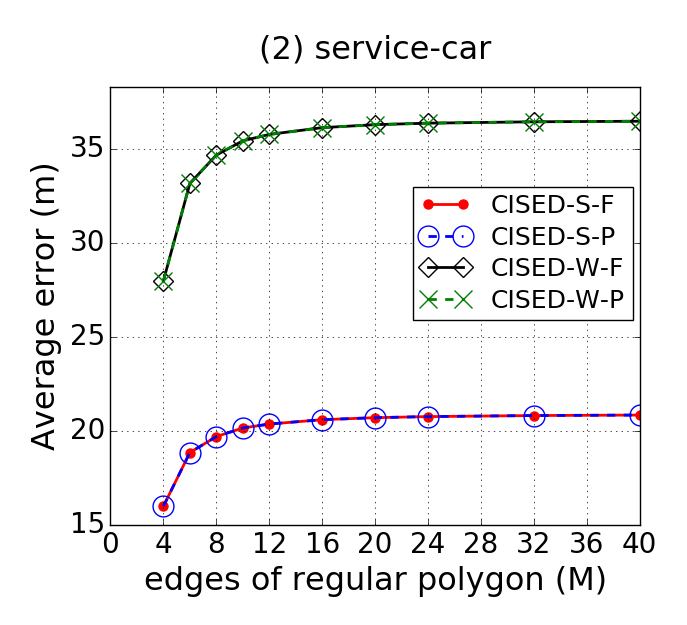 (2) service-car
Average error (m)
35
30
25
20
15
CISED-S-F
CISED-S-P
CISED-W-F
CISED-W-P
0 4 8 12 16 20 24 28 32 36 40
edges of regular polygon (M)